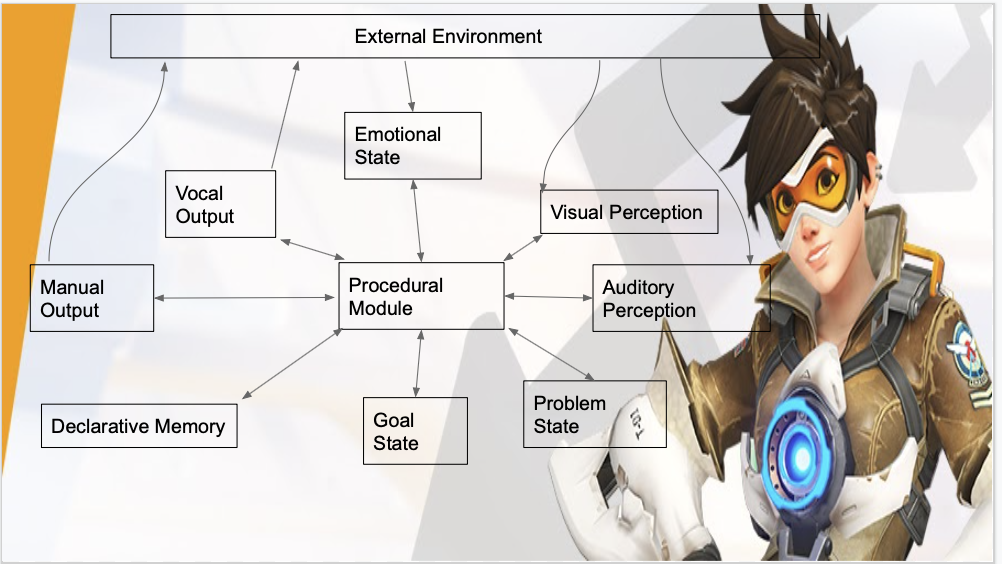 External Environment
Emotional
State
Vocal
Output
Visual Perception
Manual
Output
Procedural
Module
Auditory
Perception
Declarative Memory
Goal
State
Problem
State